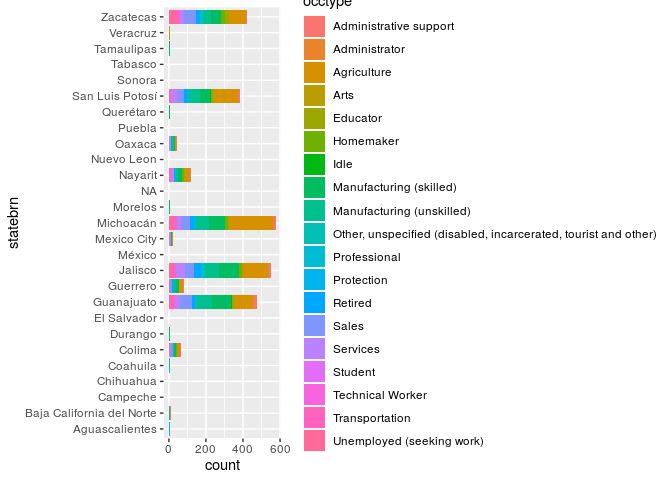 occtype
Zacatecas
Veracruz
Tamaulipas
Tabasco
Sonora
San Luis Potosí
Querétaro
Puebla
Oaxaca
Nuevo Leon
Nayarit
NA
Morelos
Michoacán
Mexico City
México
Jalisco
Guerrero
Guanajuato
El Salvador
Durango
Colima
Coahuila
Chihuahua
Campeche
Baja California del Norte
Aguascalientes
statebrn
0 200 400 600
count
Administrative support
Administrator
Agriculture
Arts
Educator
Homemaker
Idle
Manufacturing (skilled)
Manufacturing (unskilled)
Other, unspecified (disabled, incarcerated, tourist and other)
Professional
Protection
Retired
Sales
Services
Student
Technical Worker
Transportation
Unemployed (seeking work)